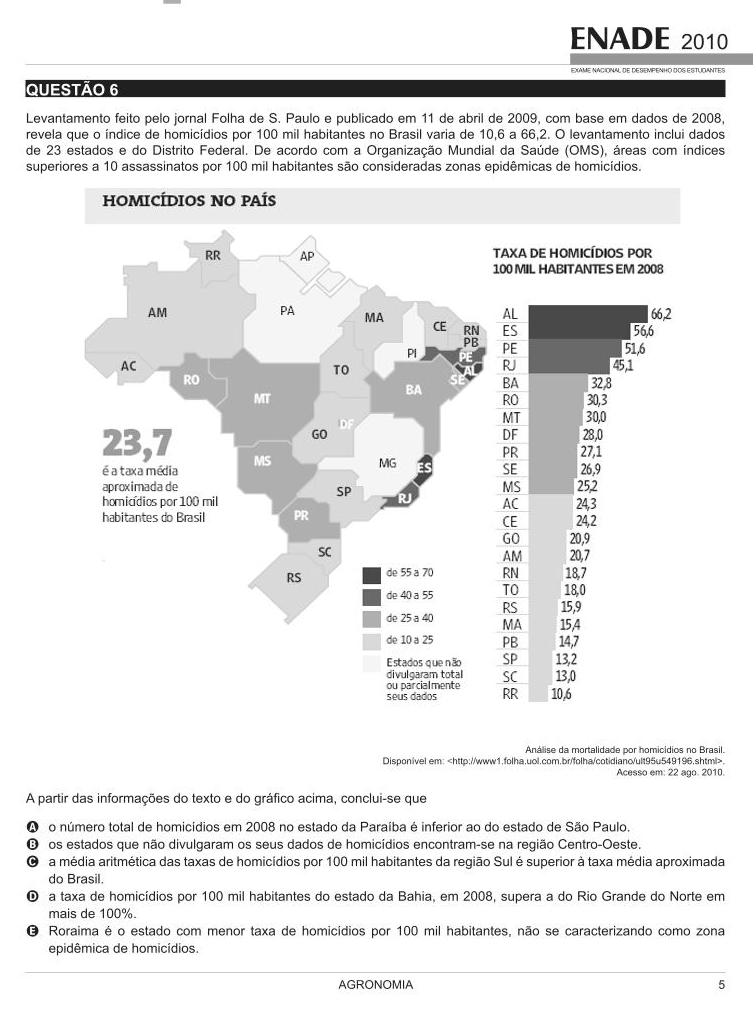 ENADE 2010
EXAME NACIONAL DE DESEMPENHO DOS ESTUDANTES
QUESTÃO 6
Levantamento feito pelo jornal Folha de S. Paulo e publicado em 11 de abril de 2009, com base em dados de 2008,
revela que o índice de homicídios por 100 mil habitantes no Brasil varia de 10,6 a 66,2. O levantamento inclui dados
de 23 estados e do Distrito Federal. De acordo com a Organização Mundial da Saúde (OMS), áreas com índices
superiores a 10 assassinatos por 100 mil habitantes são consideradas zonas epidêmicas de homicídios.
HOMICÍDIOS NO PAÍS
RR
AP
AM
PA
MA
CE
RN
PB
PI
PE
AL
SE
AC
TO
RO
BA
MT
DF
GO
MG
ES
MS
SP
RJ
PR
SC
RS
23,7
é a taxa média
aproximada de
homicídios por 100 mil
habitantes do Brasil
de 55 a 70
de 40 a 55
de 25 a 40
de 10 a 25
Estados que não
divulgaram total
ou parcialmente
seus dados
TAXA DE HOMICÍDIOS POR
100 MIL HABITANTES EM 2008
AL 66,2
ES 56,6
PE 51,6
RJ 45,1
BA 32,8
RO 30,3
MT 30,0
DF 28,0
PR 27,1
SE 26,9
MS 25,2
AC 24,3
CE 24,2
GO 20,9
AM 20,7
RN 18,7
TO 18,0
RS 15,9
MA 15,4
PB 14,7
SP 13,2
SC 13,0
RR 10,6
Análise da mortalidade por homicídios no Brasil.
Disponível em: <http://www1.folha.uol.com.br/folha/cotidiano/ult95u549196.shtml>.
Acesso em: 22 ago. 2010.
A partir das informações do texto e do gráfico acima, conclui-se que
A o número total de homicídios em 2008 no estado da Paraíba é inferior ao do estado de São Paulo.
B os estados que não divulgaram os seus dados de homicídios encontram-se na região Centro-Oeste.
C a média aritmética das taxas de homicídios por 100 mil habitantes da região Sul é superior à taxa média aproximada
do Brasil.
D a taxa de homicídios por 100 mil habitantes do estado da Bahia, em 2008, supera a do Rio Grande do Norte em
mais de 100%.
E Roraima é o estado com menor taxa de homicídios por 100 mil habitantes, não se caracterizando como zona
epidêmica de homicídios.
AGRONOMIA
5